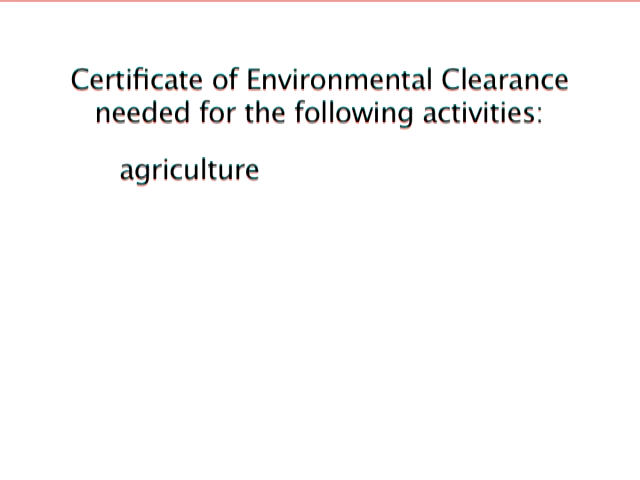 Certificate of Environmental Clearance
needed for the following activities:
agriculture